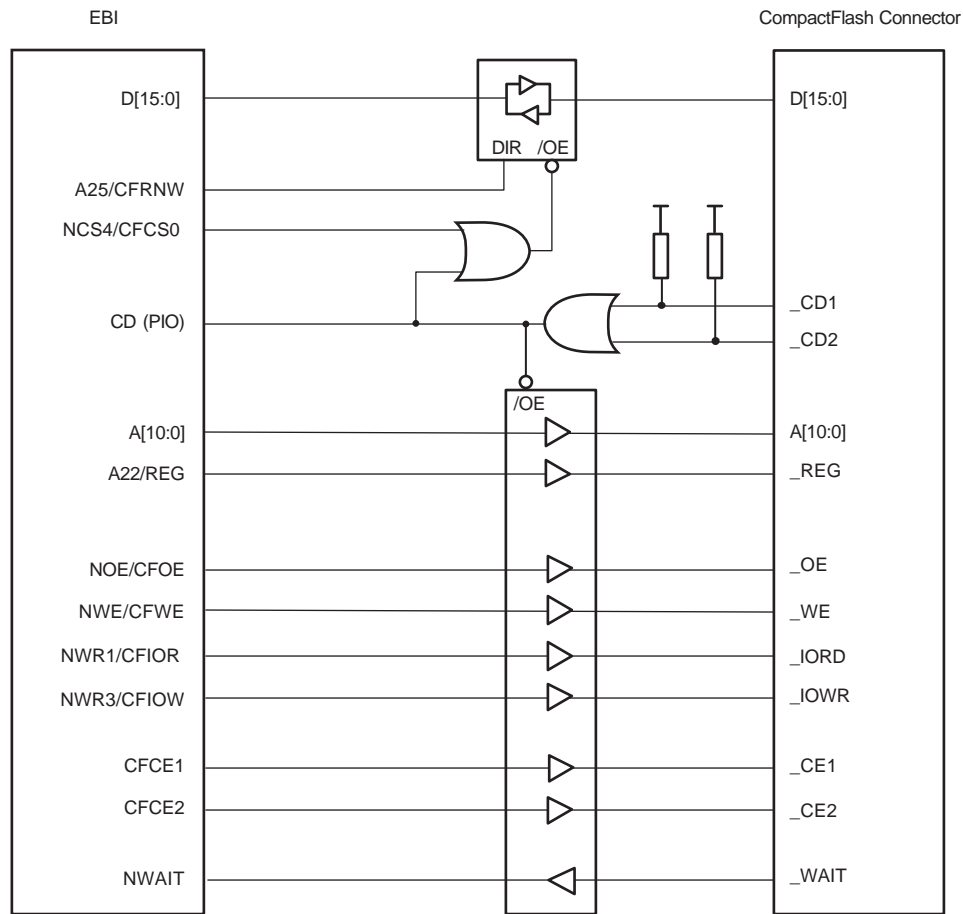 EBI
CompactFlash Connector
D[15:0]
D[15:0]
DIR /OE
A25/CFRNW
NCS4/CFCS0
_CD1
CD (PIO)
_CD2
/OE
A[10:0]
A[10:0]
A22/REG
_REG
NOE/CFOE
_OE
NWE/CFWE
_WE
NWR1/CFIOR
_IORD
NWR3/CFIOW
_IOWR
CFCE1
_CE1
CFCE2
_CE2
NWAIT
_WAIT